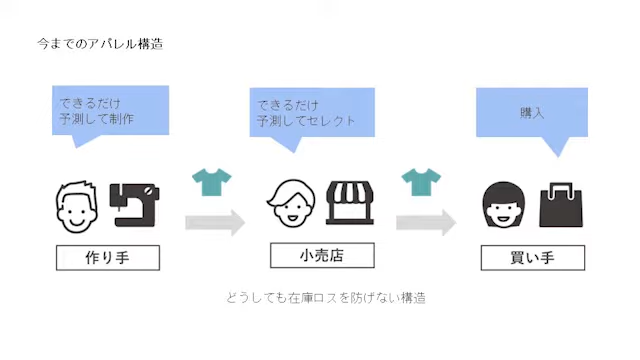 今までのアパレル構造
できるだけ
予測して制作
できるだけ
予測してセレクト
購入
作り手
小売店
買い手
どうしても在庫ロスを防げない構造